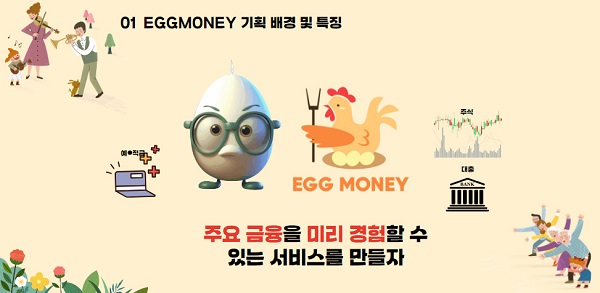 01 EGGMONEY 기획 배경 및 특징
예•적금
주식
대출
BANK
EGG MONEY
주요 금융을 미리 경험할 수
있는 서비스를 만들자